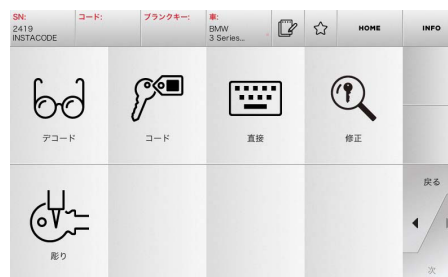 SN:
2419
INSTACODE
コード:
ブランクキー:
車:
BMW
3 Series...
HOME
INFO
デコード
コード
直接
修正
戻る
彫り
次